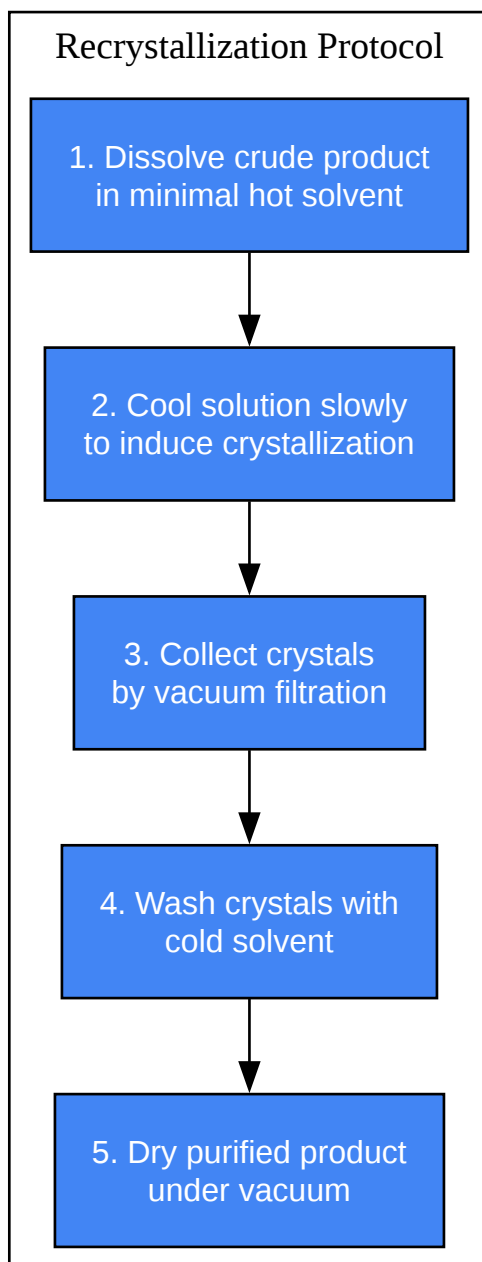 Recrystallization Protocol
1. Dissolve crude product
in minimal hot solvent
2. Cool solution slowly
to induce crystallization
3. Collect crystals
by vacuum filtration
4. Wash crystals with
cold solvent
5. Dry purified product
under vacuum